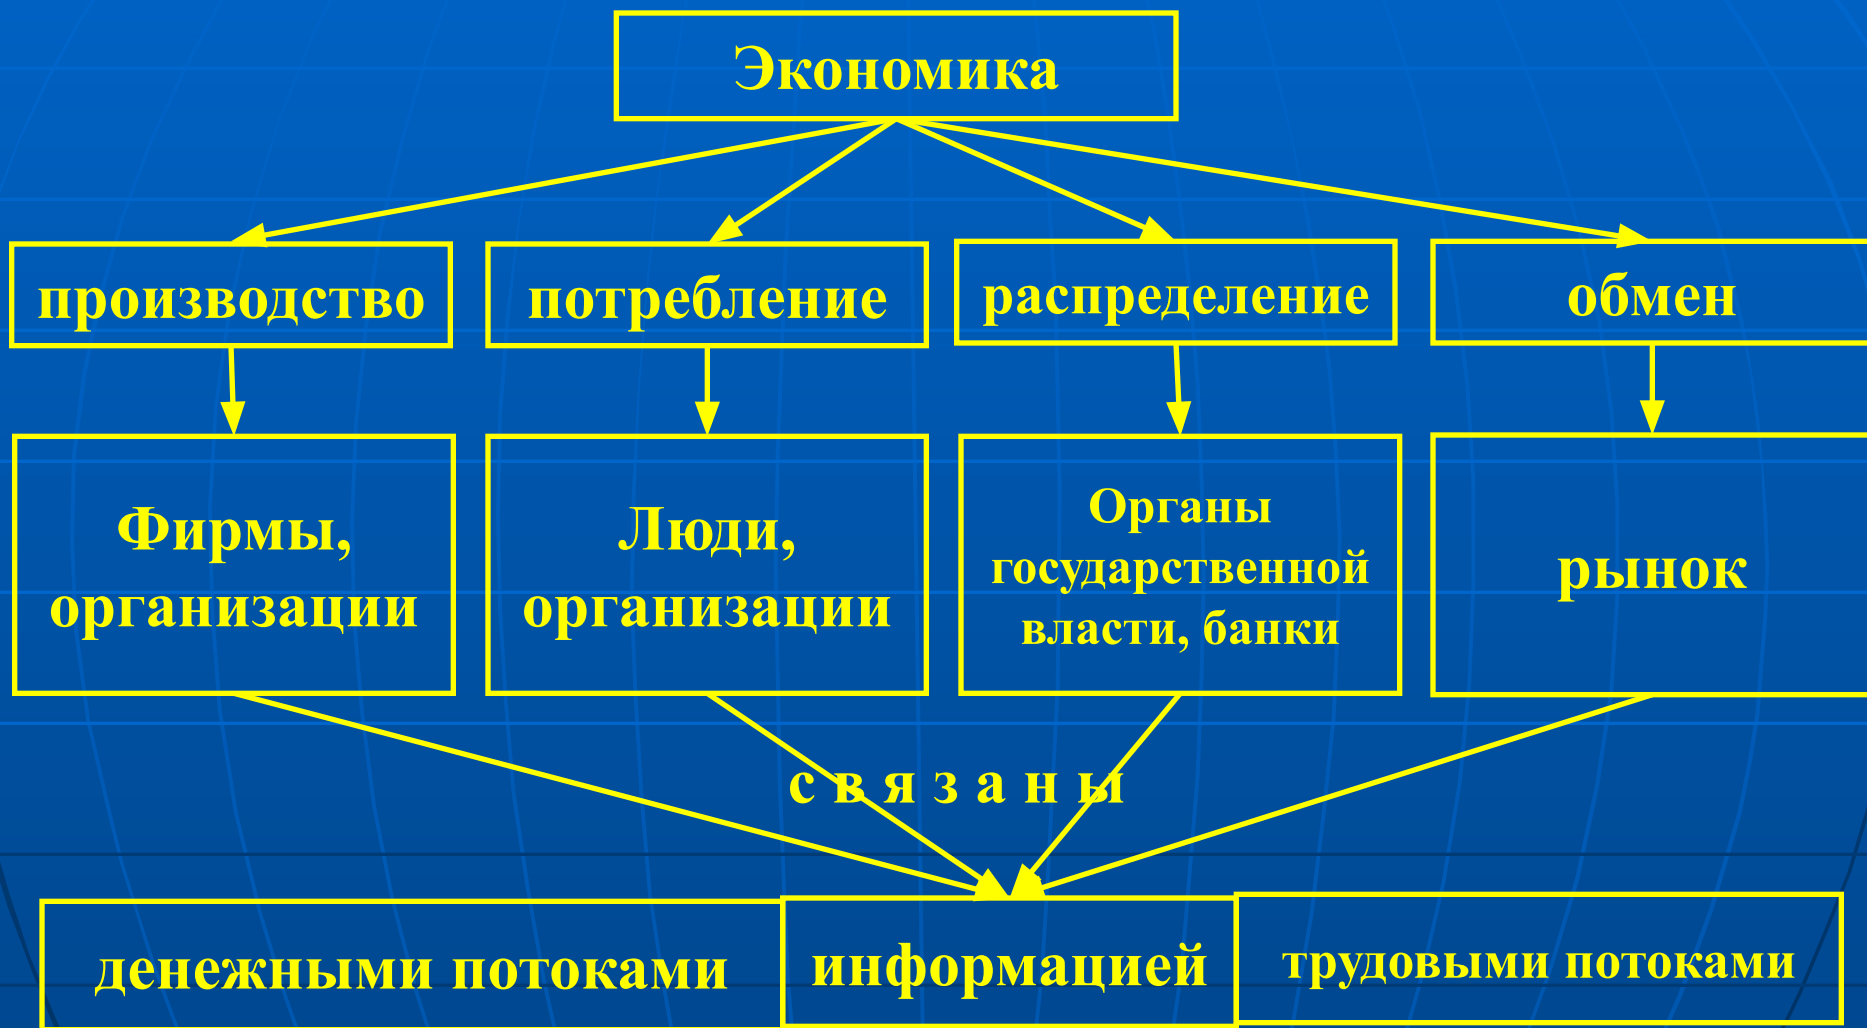 Экономика
производство
потребление
распределение
обмен
Фирмы,
организации
Люди,
организации
Органы
государственной
власти, банки
рынок
с в я з а н ы
денежными потоками
информацией
трудовыми потоками